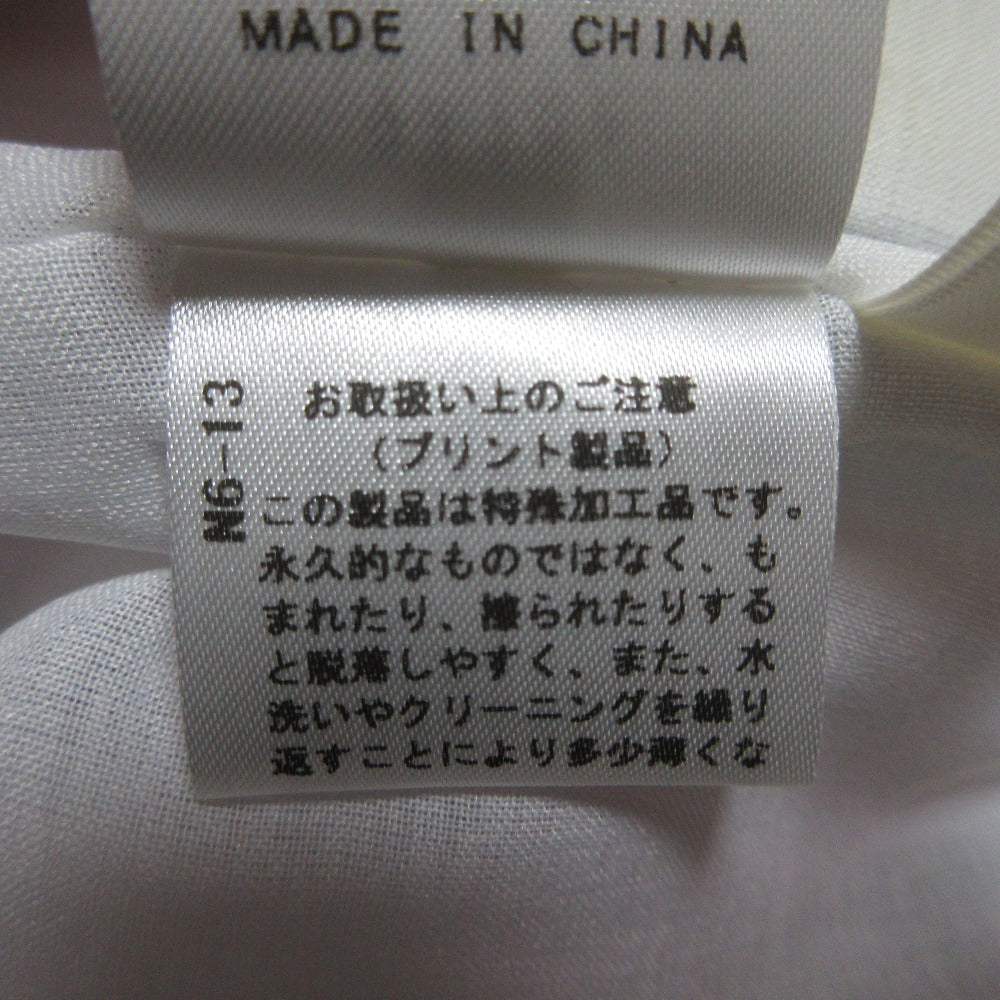 MADE IN CHINA
N6-13
お取扱い上のご注意
(プリント製品)
この製品は特殊加工品です。
永久的なものではなく、も
まれたり、擦られたりする
と脱落しやすく、また、水
洗いやクリーニングを繰り
返すことにより多少薄くな